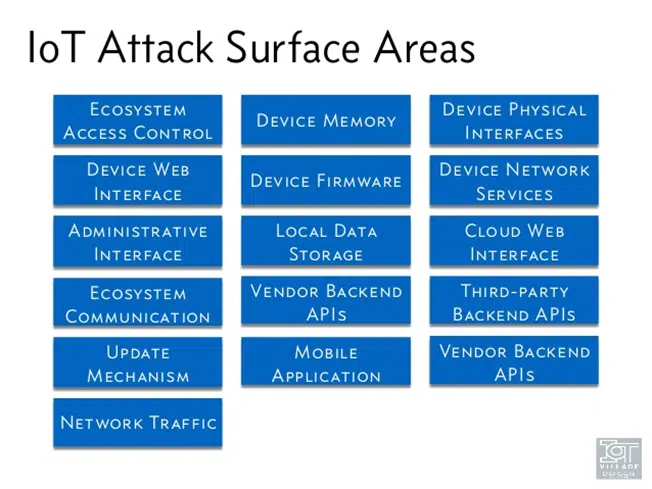 IoT Attack Surface Areas
Ecosystem
Access Control
Device Memory
Device Physical
Interfaces
Device Web
Interface
Device Firmware
Device Network
Services
Administrative
Interface
Local Data
Storage
Cloud Web
Interface
Ecosystem
Communication
Vendor Backend
APIs
Third-party
Backend APIs
Update
Mechanism
Mobile
Application
Vendor Backend
APIs
Network Traffic
IoT
Village
DEFCON